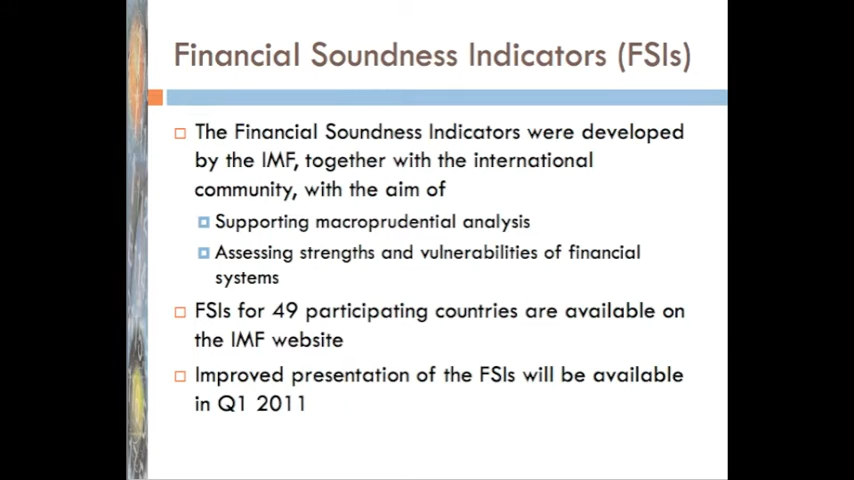 Financial Soundness Indicators (FSIs)
The Financial Soundness Indicators were developed
by the IMF, together with the international
community, with the aim of
Supporting macroprudential analysis
Assessing strengths and vulnerabilities of financial
systems
FSIs for 49 participating countries are available on
the IMF website
Improved presentation of the FSIs will be available
in Q1 2011